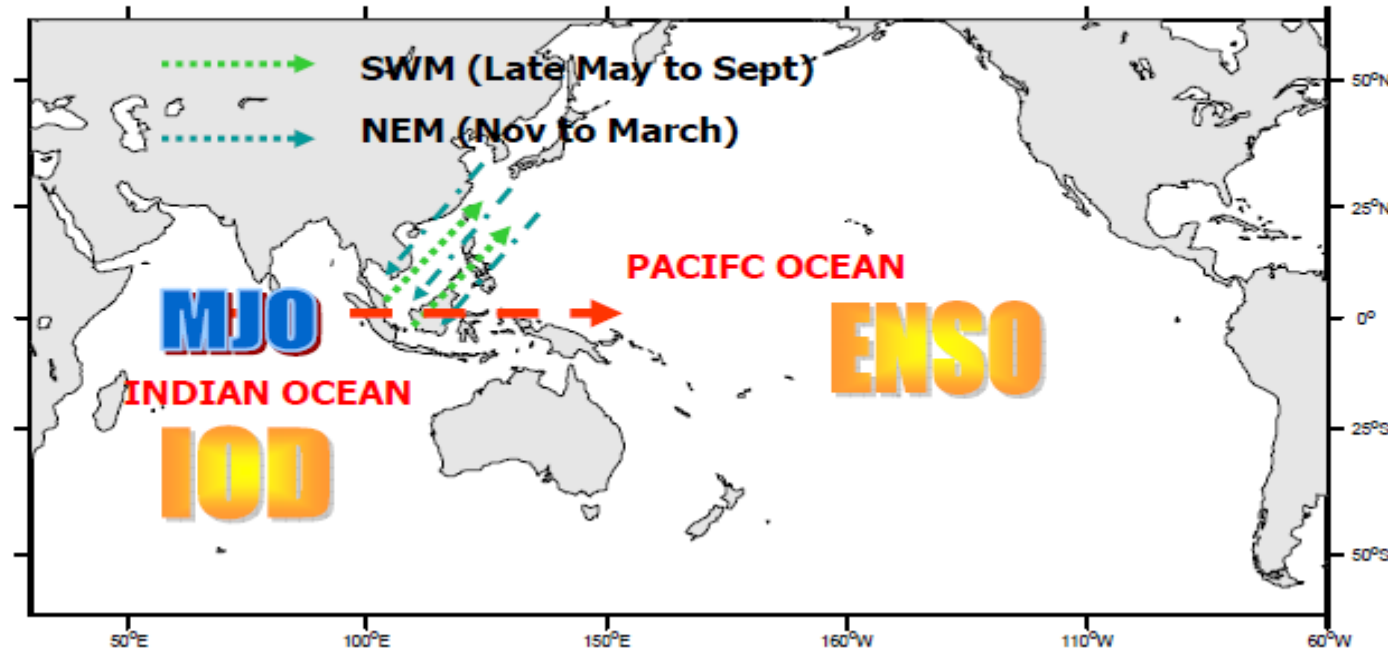 SWM (Late May to Sept)
50°N
NEM (Nov to March)
25°N
PACIFC OCEAN
MJO
ENSO
0°
INDIAN OCEAN
25°S
IOD
50°S
50°E 100°E 150°E 160°W 110°W 60°W